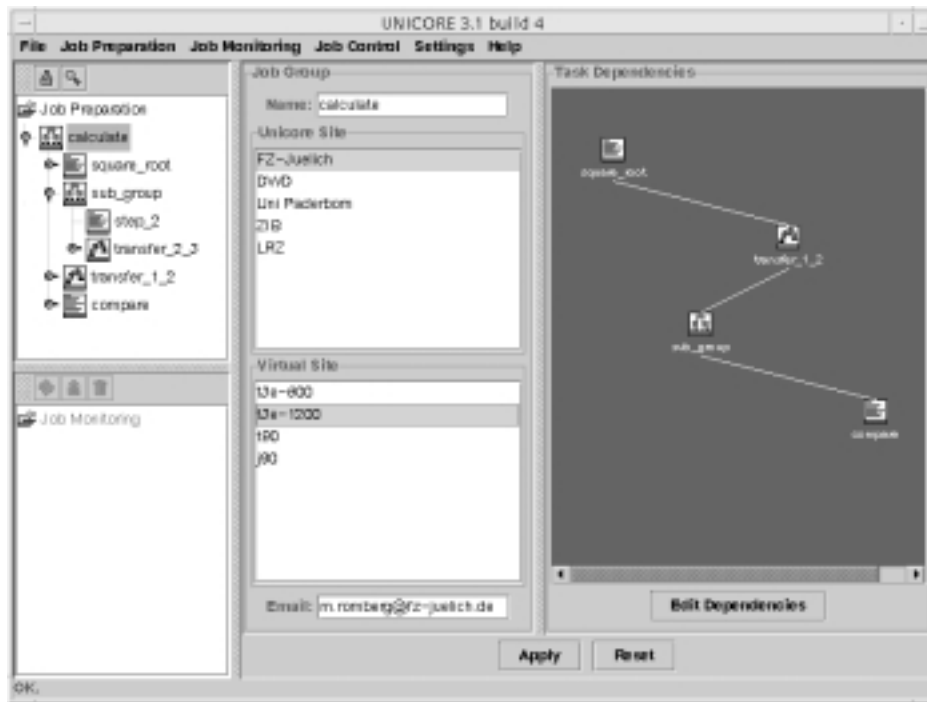 UNICORE 3.1 build 4
File Job Preparation Job Monitoring Job Control Settings Help
Job Preparation
calculate
square_root
sub_group
step_2
transfer_2_3
transfer_1_2
compare
Job Monitoring
Job Group
Name: calculate
Unicore Site
FZ-Juelich
DWD
Uni Paderborn
ZIB
LRZ
Virtual Site
t3e-600
t3e-1200
t90
j90
Email: m.romberg@fz-juelich.de
Task Dependencies
square_root
transfer_1_2
sub_group
compare
Edit Dependencies
Apply Reset
OK.